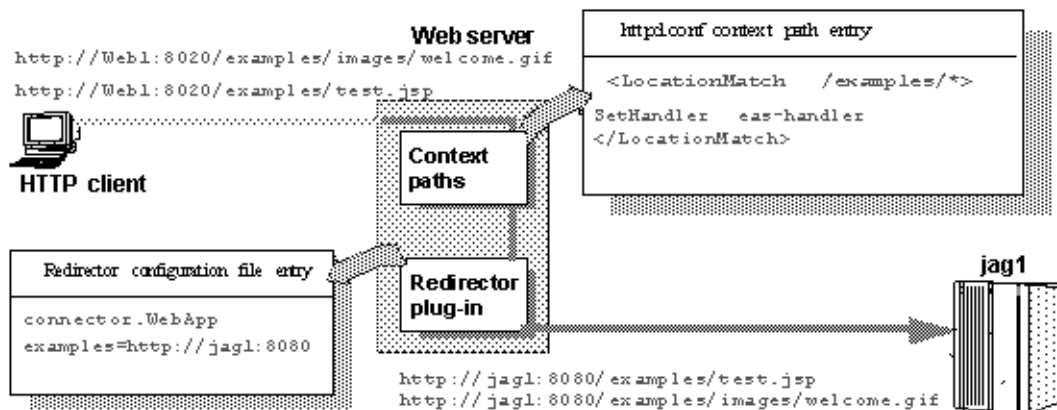 Web server
http://Web1:8020/examples/images/welcome.gif
http://Web1:8020/examples/test.jsp
HTTP client
httpd.conf context path entry
<LocationMatch /examples/*>
SetHandler eas-handler
</LocationMatch>
Context
paths
Redirector configuration file entry
connector.WebApp
examples=http://jag1:8080
Redirector
plug-in
jag1
http://jag1:8080/examples/test.jsp
http://jag1:8080/examples/images/welcome.gif